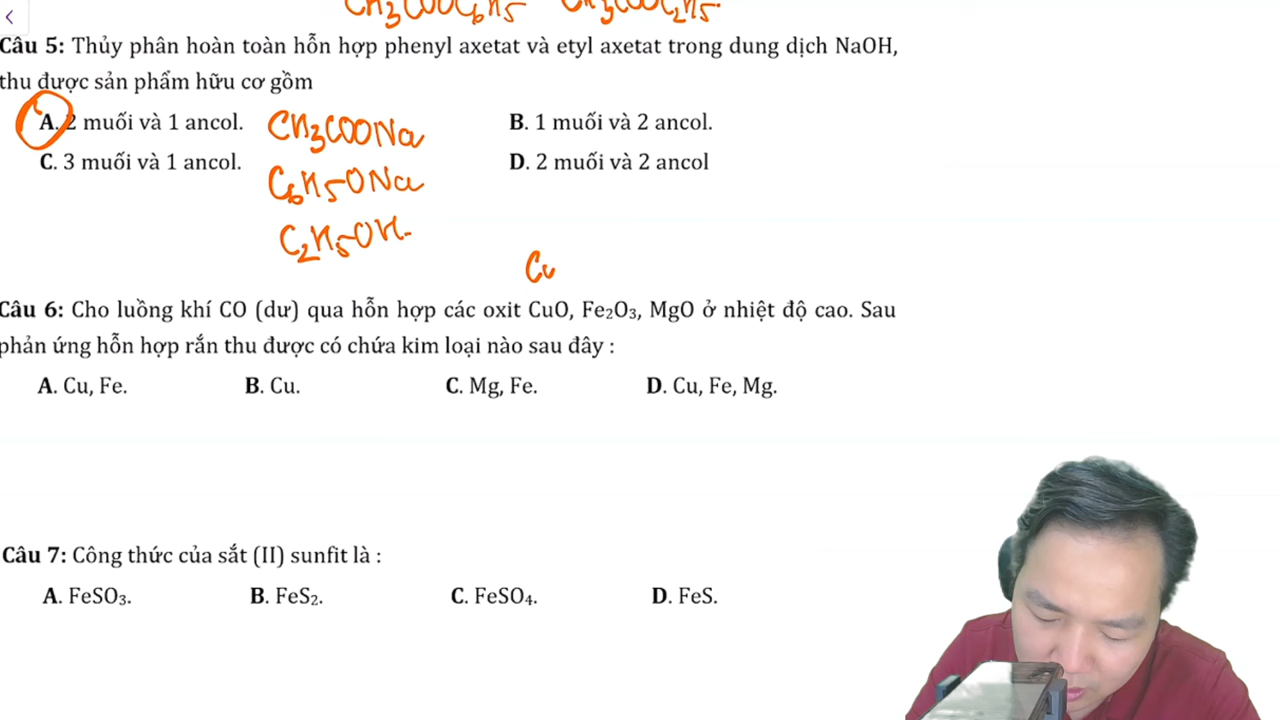 CH3COOC6H5 CH3COOC2H5.
Câu 5: Thủy phân hoàn toàn hỗn hợp phenyl axetat và etyl axetat trong dung dịch NaOH,
thu được sản phẩm hữu cơ gồm
A. 2 muối và 1 ancol. B. 1 muối và 2 ancol.
CH3COONa
C. 3 muối và 1 ancol. D. 2 muối và 2 ancol
C6H5ONa
C2H5OH.
Cu
Câu 6: Cho luồng khí CO (dư) qua hỗn hợp các oxit CuO, Fe₂O₃, MgO ở nhiệt độ cao. Sau
phản ứng hỗn hợp rắn thu được có chứa kim loại nào sau đây :
A. Cu, Fe. B. Cu. C. Mg, Fe. D. Cu, Fe, Mg.
Câu 7: Công thức của sắt (II) sunfit là :
A. FeSO₃. B. FeS₂. C. FeSO₄. D. FeS.